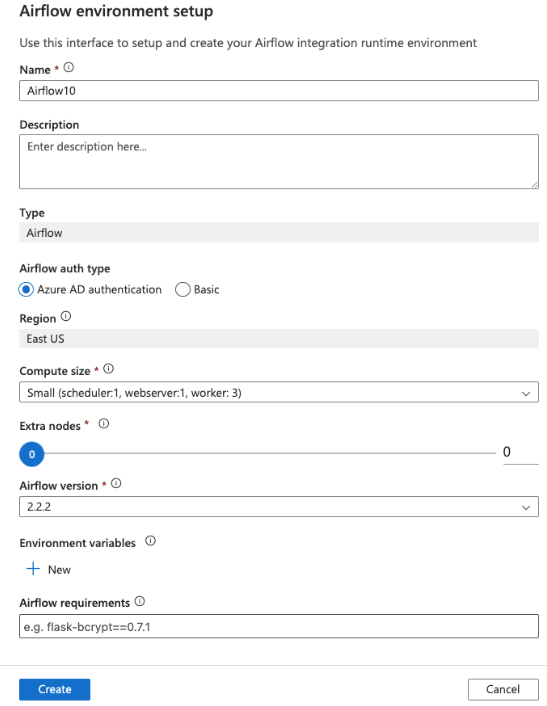 Airflow environment setup
Use this interface to setup and create your Airflow integration runtime environment
Name *
Airflow10
Description
Enter description here...
Type
Airflow
Airflow auth type
Azure AD authentication Basic
Region
East US
Compute size *
Small (scheduler:1, webserver:1, worker: 3)
Extra nodes *
0 0
Airflow version *
2.2.2
Environment variables
+ New
Airflow requirements
e.g. flask-bcrypt==0.7.1
Create Cancel